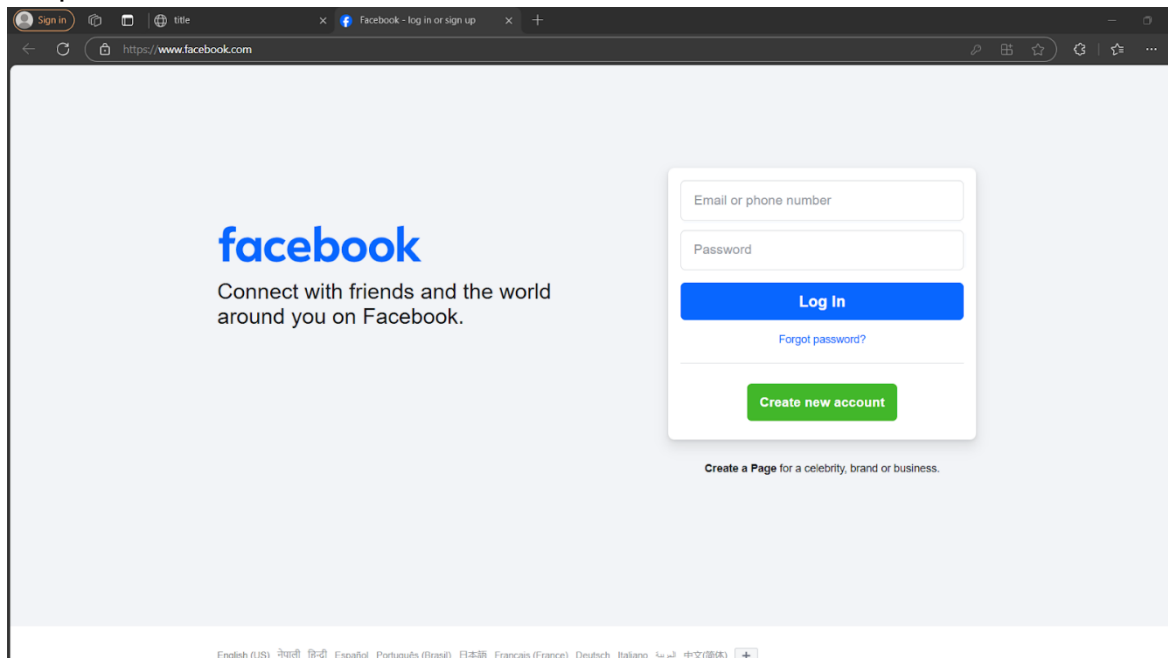 Sign in
title
Facebook - log in or sign up
https://www.facebook.com
facebook
Connect with friends and the world
around you on Facebook.
Email or phone number
Password
Log In
Forgot password?
Create new account
Create a Page for a celebrity, brand or business.
English (US) नेपाली हिन्दी Español Português (Brasil) 日本語 Français (France) Deutsch Italiano العربية 中文(简体)